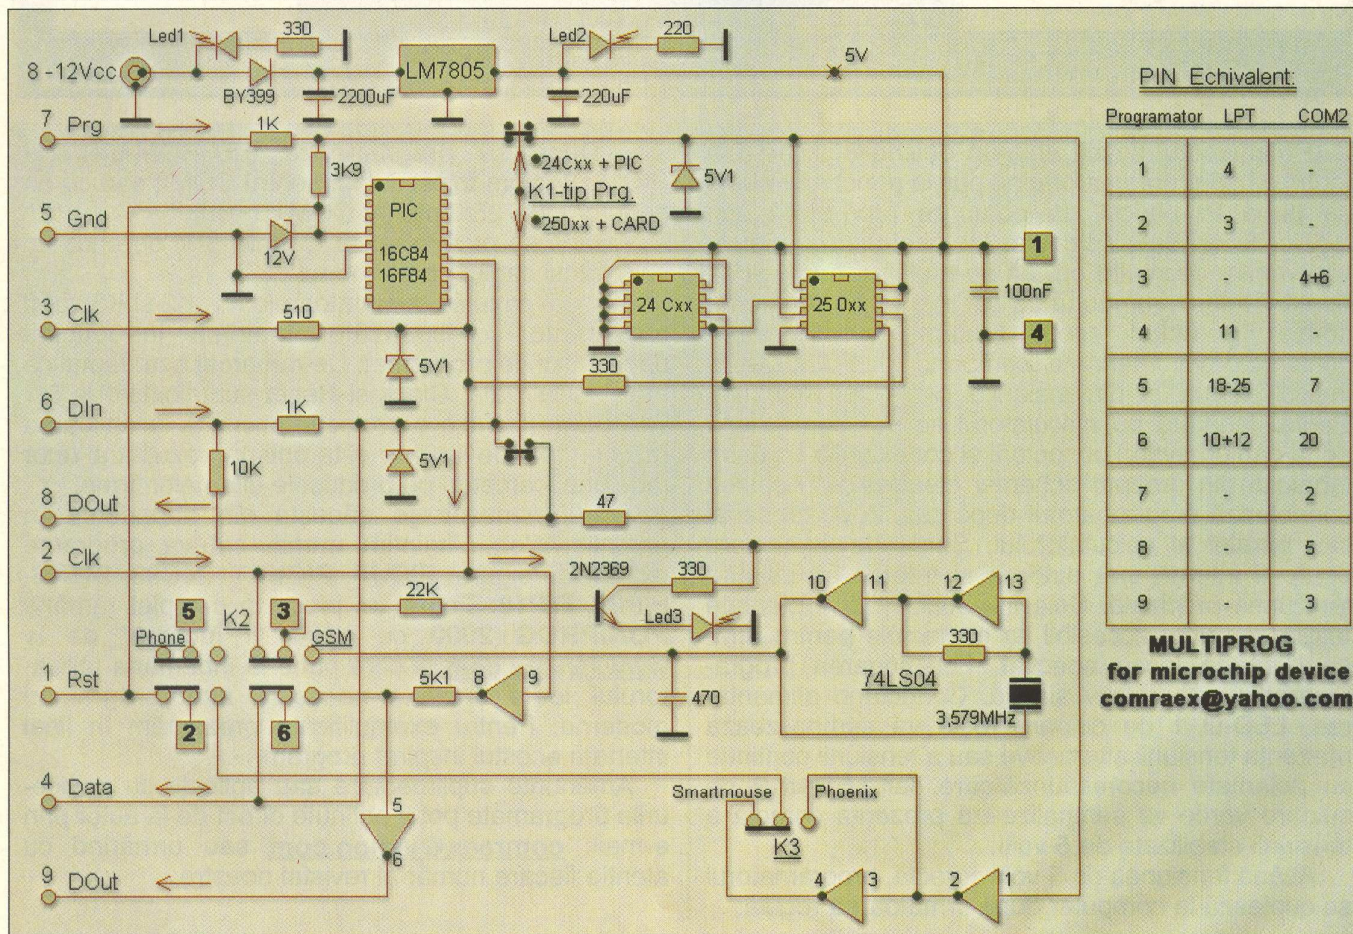 Led1
330
8 -12Vcc
BY399
2200uF
LM7805
Led2
220
220uF
5V
7 Prg
1K
3K9
24Cxx + PIC
K1-tip Prg.
250xx + CARD
5V1
5 Gnd
12V
PIC
16C84
16F84
24 Cxx
25 0xx
1
100nF
4
3 Clk
510
5V1
330
6 DIn
1K
10K
5V1
8 DOut
47
2 Clk
22K
2N2369
330
Led3
10
11
12
13
330
74LS04
3,579MHz
5
K2
3
Phone
GSM
1 Rst
2
6
5K1
8
9
470
4 Data
5
6
9 DOut
Smartmouse
Phoenix
K3
4
3
2
1
PIN Echivalent:
Programator LPT COM2
1 4 -
2 3 -
3 - 4+6
4 11 -
5 18-25 7
6 10+12 20
7 - 2
8 - 5
9 - 3
MULTIPROG
for microchip device
comraex@yahoo.com